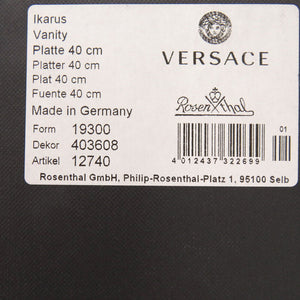 Ikarus
Vanity
Platte 40 cm
Platter 40 cm
Plat 40 cm
Fuente 40 cm
Made in Germany
Form 19300
Dekor 403608
Artikel 12740
VERSACE
Rosenthal
01
4 012437 322699
Rosenthal GmbH, Philip-Rosenthal-Platz 1, 95100 Selb